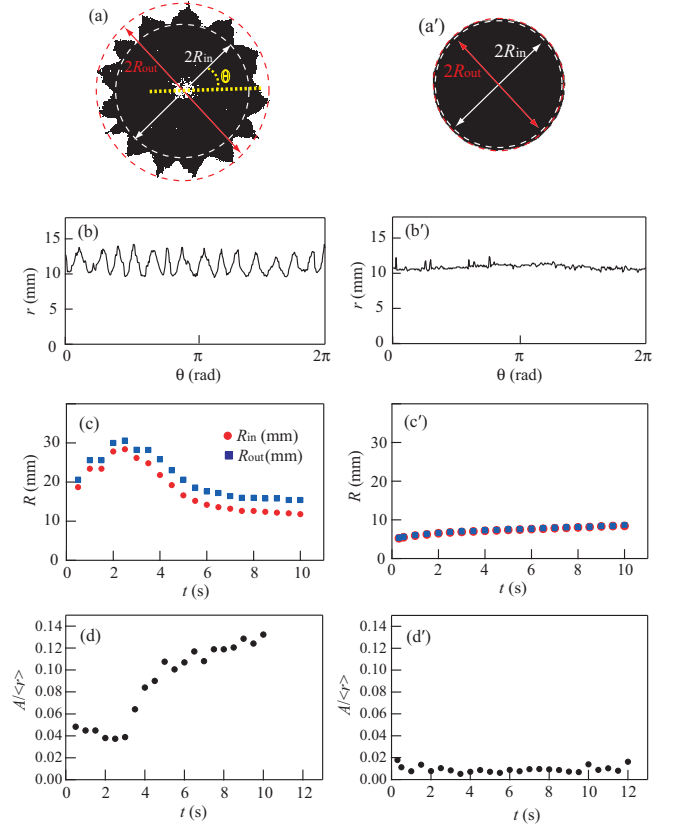 (a)
2Rin
2Rout
θ
(a′)
2Rin
2Rout
(b)
15
10
5
0
r (mm)
0 π 2π
θ (rad)
(b′)
15
10
5
0
r (mm)
0 π 2π
θ (rad)
(c)
Rin (mm)
Rout(mm)
30
20
10
0
R (mm)
0 2 4 6 8 10
t (s)
(c′)
30
20
10
0
R (mm)
0 2 4 6 8 10
t (s)
(d)
0.14
0.12
0.10
0.08
0.06
0.04
0.02
0.00
A/<r>
0 2 4 6 8 10 12
t (s)
(d′)
0.14
0.12
0.10
0.08
0.06
0.04
0.02
0.00
A/<r>
0 2 4 6 8 10 12
t (s)